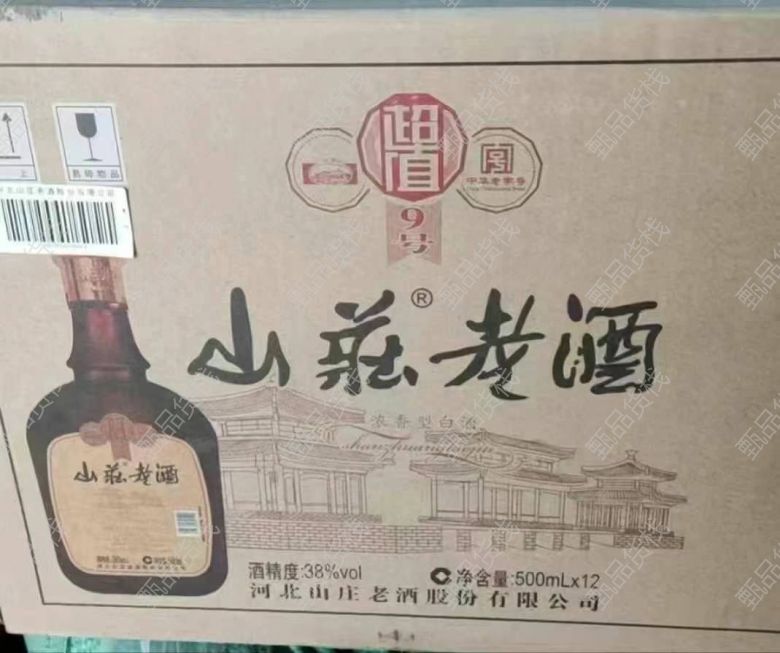 超值
9号
中华老字号
上
易碎物品
山莊®老酒
浓香型白酒
shanzhuanglaojiu
山莊老酒
酒精度:38%vol
净含量:500mLx12
河北山庄老酒股份有限公司
甄品货栈